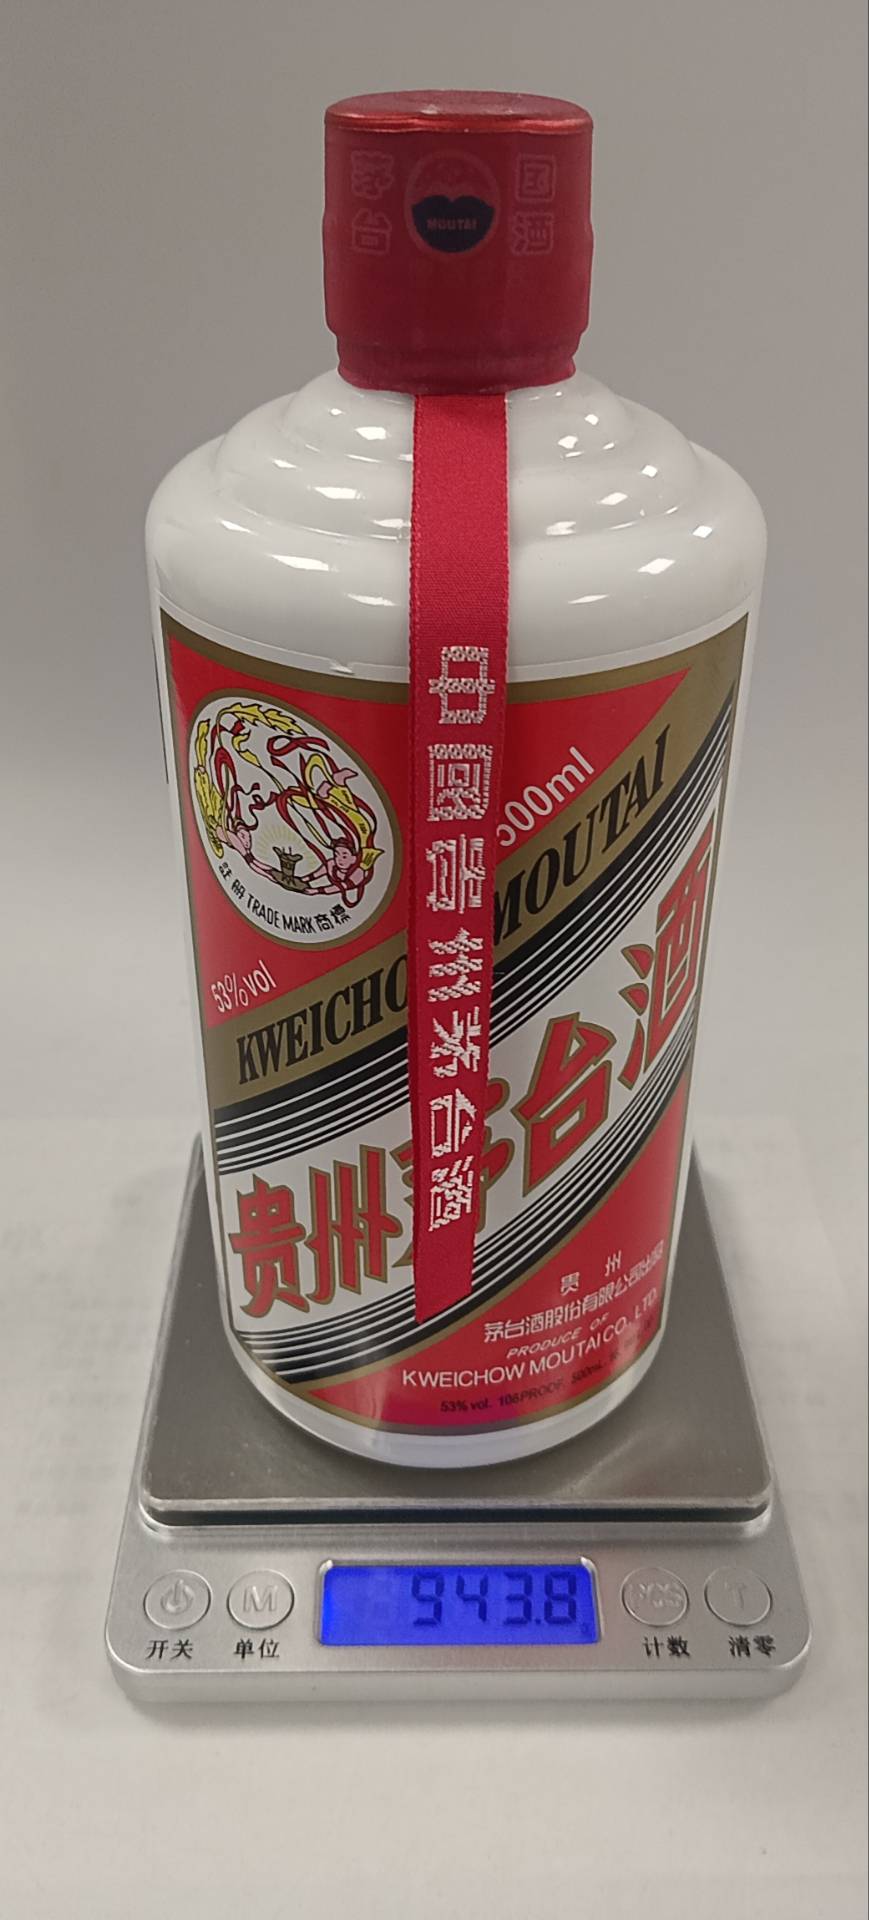 茅台
MOUTAI
国酒
中國贵州茅台酒
500ml
註册 TRADE MARK 商標
53%vol
KWEICHO MOUTAI
贵州茅台酒
贵州
茅台酒股份有限公司出品
PRODUCE OF
KWEICHOW MOUTAI CO., LTD.
53% vol. 106PROOF. 500mL
943.8
M
PCS
T
开关
单位
计数
清零